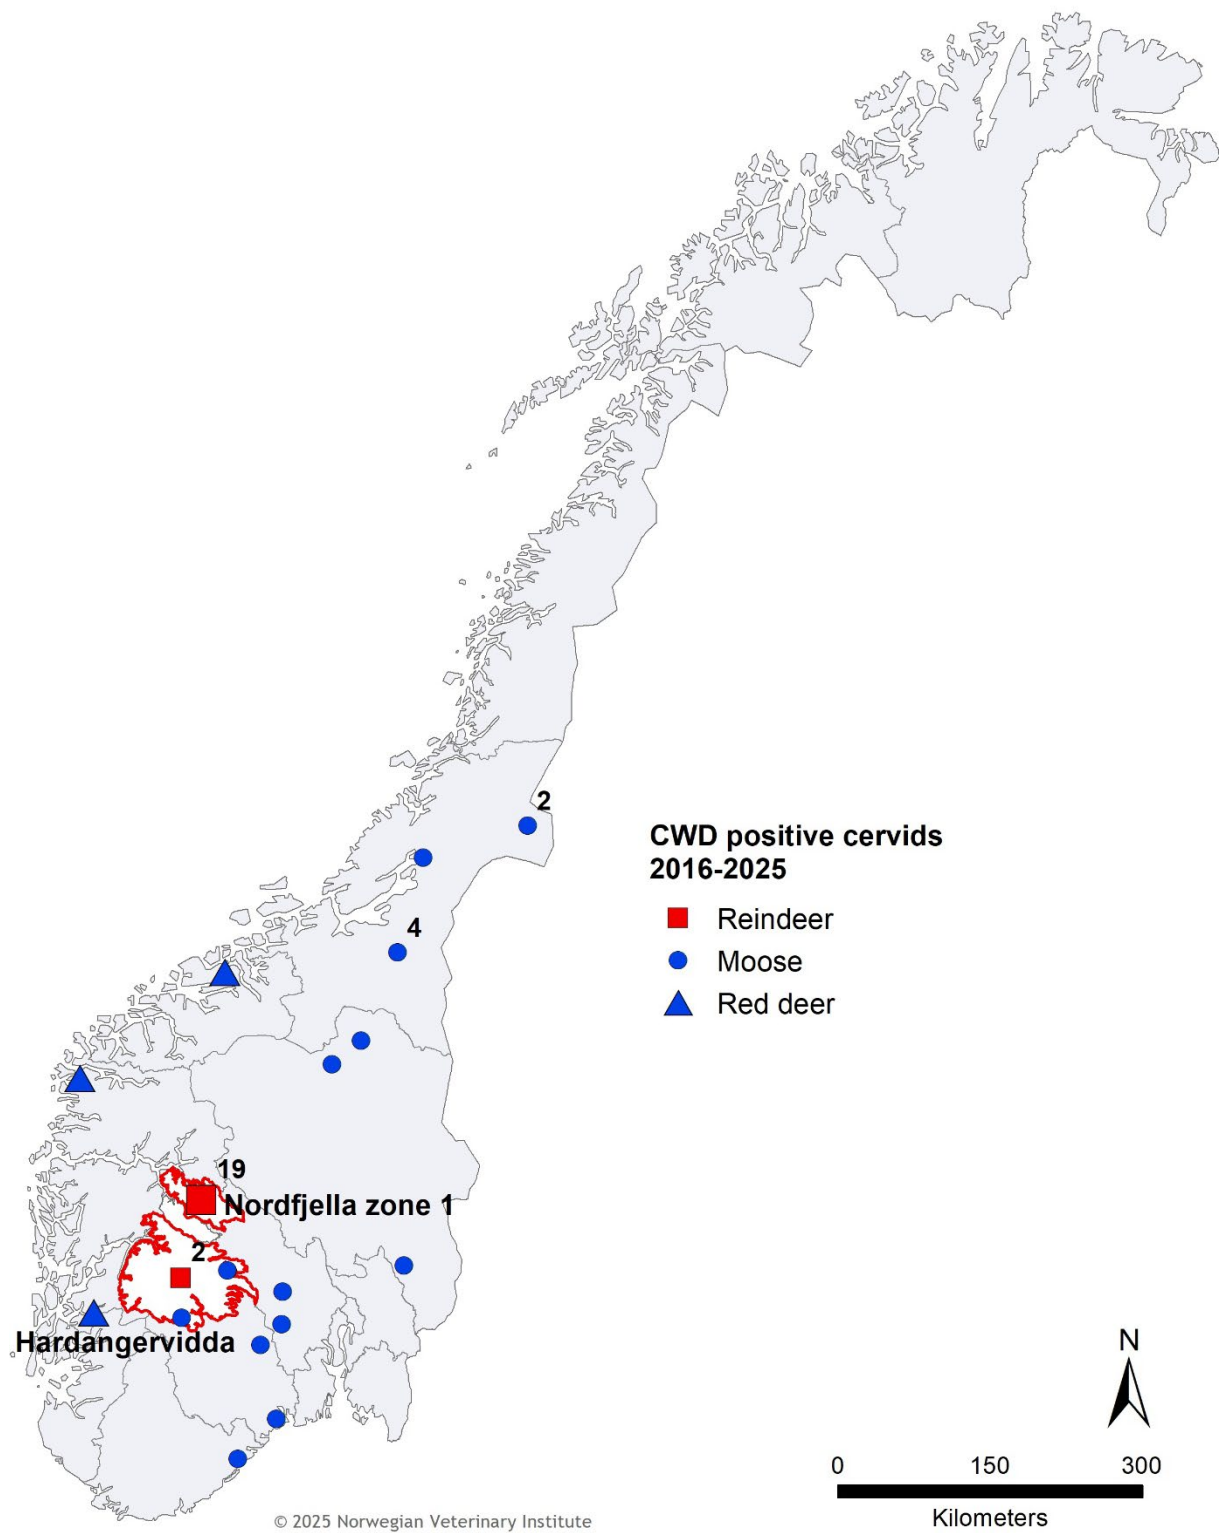 2
CWD positive cervids
2016-2025
Reindeer
4
Moose
Red deer
19
Nordfjella zone 1
2
Hardangervidda
N
0 150 300
Kilometers
© 2025 Norwegian Veterinary Institute